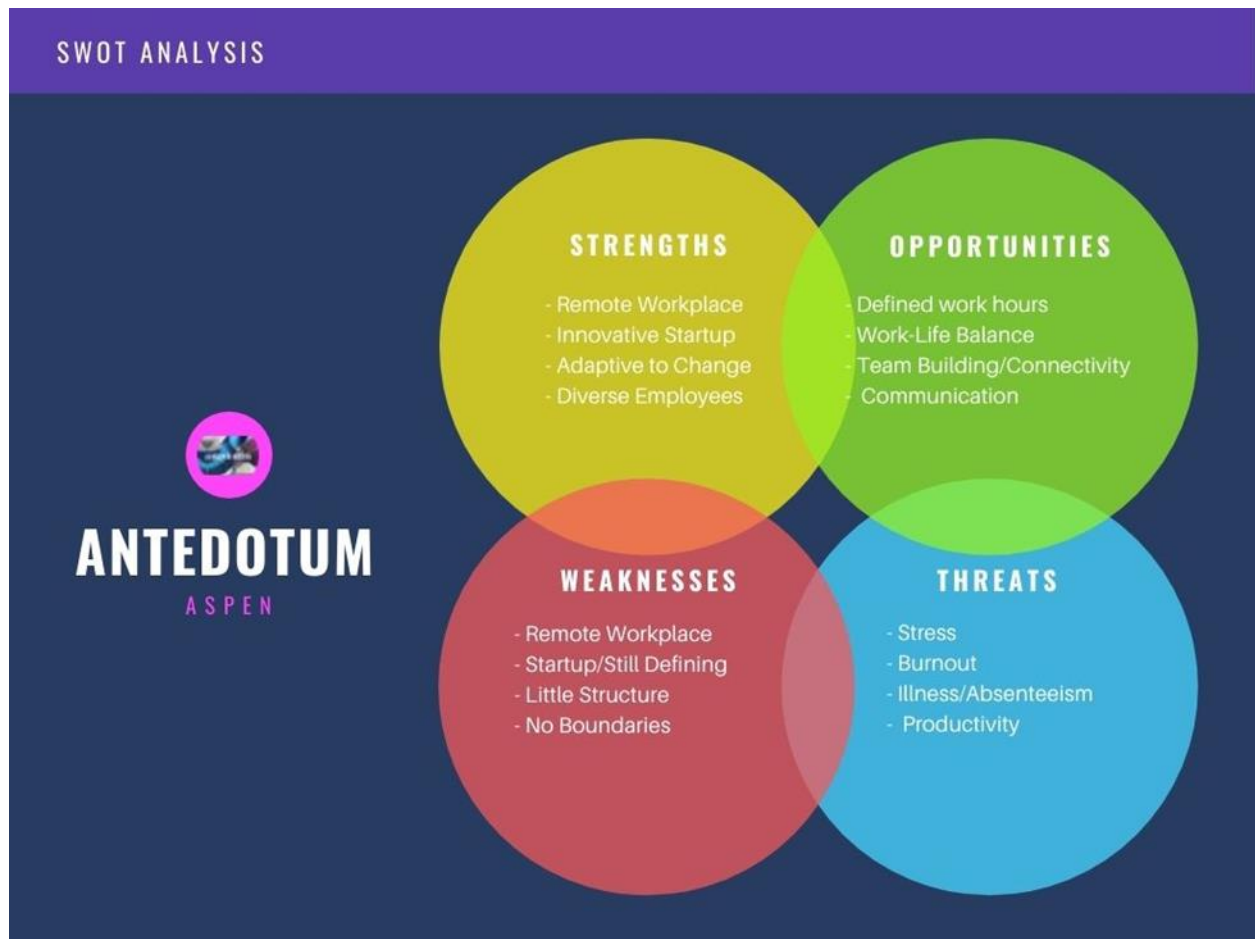 SWOT ANALYSIS
STRENGTHS
- Remote Workplace
- Innovative Startup
- Adaptive to Change
- Diverse Employees
OPPORTUNITIES
- Defined work hours
- Work-Life Balance
- Team Building/Connectivity
- Communication
ANTEDOTUM
ASPEN
WEAKNESSES
- Remote Workplace
- Startup/Still Defining
- Little Structure
- No Boundaries
THREATS
- Stress
- Burnout
- Illness/Absenteeism
- Productivity